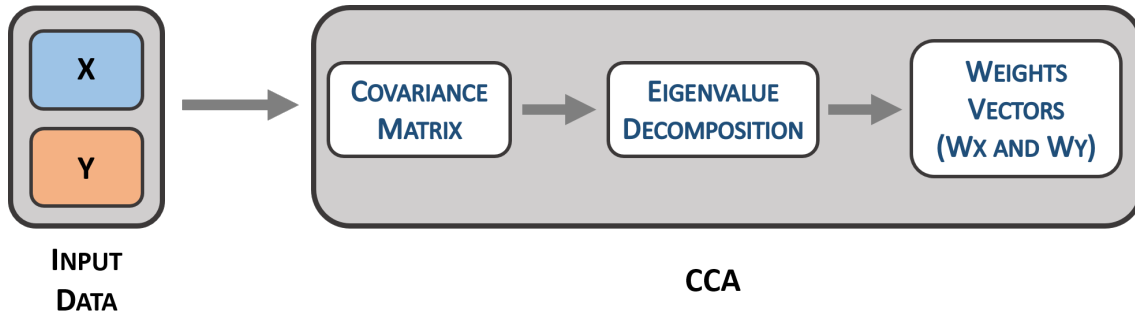 X
Y
INPUT
DATA
COVARIANCE
MATRIX
EIGENVALUE
DECOMPOSITION
WEIGHTS
VECTORS
(WX AND WY)
CCA